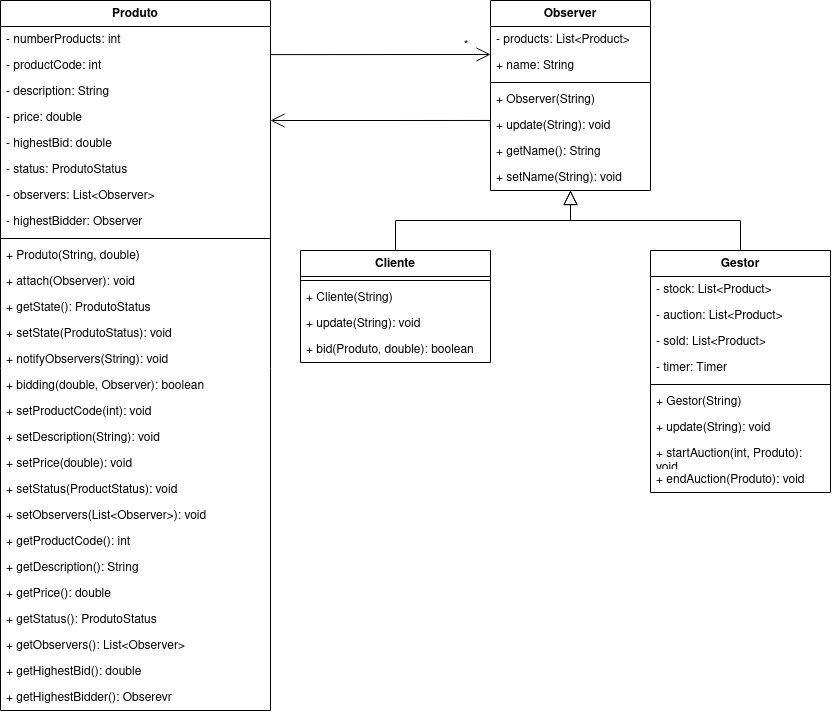 Produto
- numberProducts: int
- productCode: int
- description: String
- price: double
- highestBid: double
- status: ProdutoStatus
- observers: List<Observer>
- highestBidder: Observer
+ Produto(String, double)
+ attach(Observer): void
+ getState(): ProdutoStatus
+ setState(ProdutoStatus): void
+ notifyObservers(String): void
+ bidding(double, Observer): boolean
+ setProductCode(int): void
+ setDescription(String): void
+ setPrice(double): void
+ setStatus(ProductStatus): void
+ setObservers(List<Observer>): void
+ getProductCode(): int
+ getDescription(): String
+ getPrice(): double
+ getStatus(): ProdutoStatus
+ getObservers(): List<Observer>
+ getHighestBid(): double
+ getHighestBidder(): Obserevr
*
Observer
- products: List<Product>
+ name: String
+ Observer(String)
+ update(String): void
+ getName(): String
+ setName(String): void
Cliente
+ Cliente(String)
+ update(String): void
+ bid(Produto, double): boolean
Gestor
- stock: List<Product>
- auction: List<Product>
- sold: List<Product>
- timer: Timer
+ Gestor(String)
+ update(String): void
+ startAuction(int, Produto):
void
+ endAuction(Produto): void